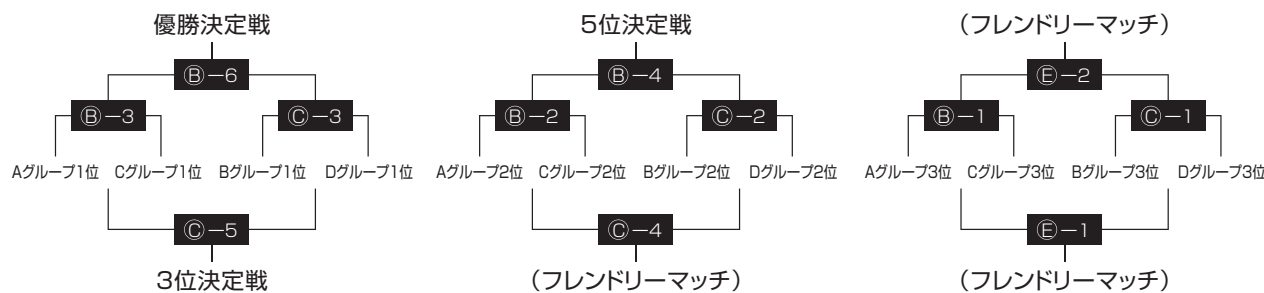 優勝決定戦
Ⓑ−6
Ⓑ−3
Ⓒ−3
Aグループ1位 Cグループ1位 Bグループ1位 Dグループ1位
Ⓒ−5
3位決定戦
5位決定戦
Ⓑ−4
Ⓑ−2
Ⓒ−2
Aグループ2位 Cグループ2位 Bグループ2位 Dグループ2位
Ⓒ−4
(フレンドリーマッチ)
(フレンドリーマッチ)
Ⓔ−2
Ⓑ−1
Ⓒ−1
Aグループ3位 Cグループ3位 Bグループ3位 Dグループ3位
Ⓔ−1
(フレンドリーマッチ)